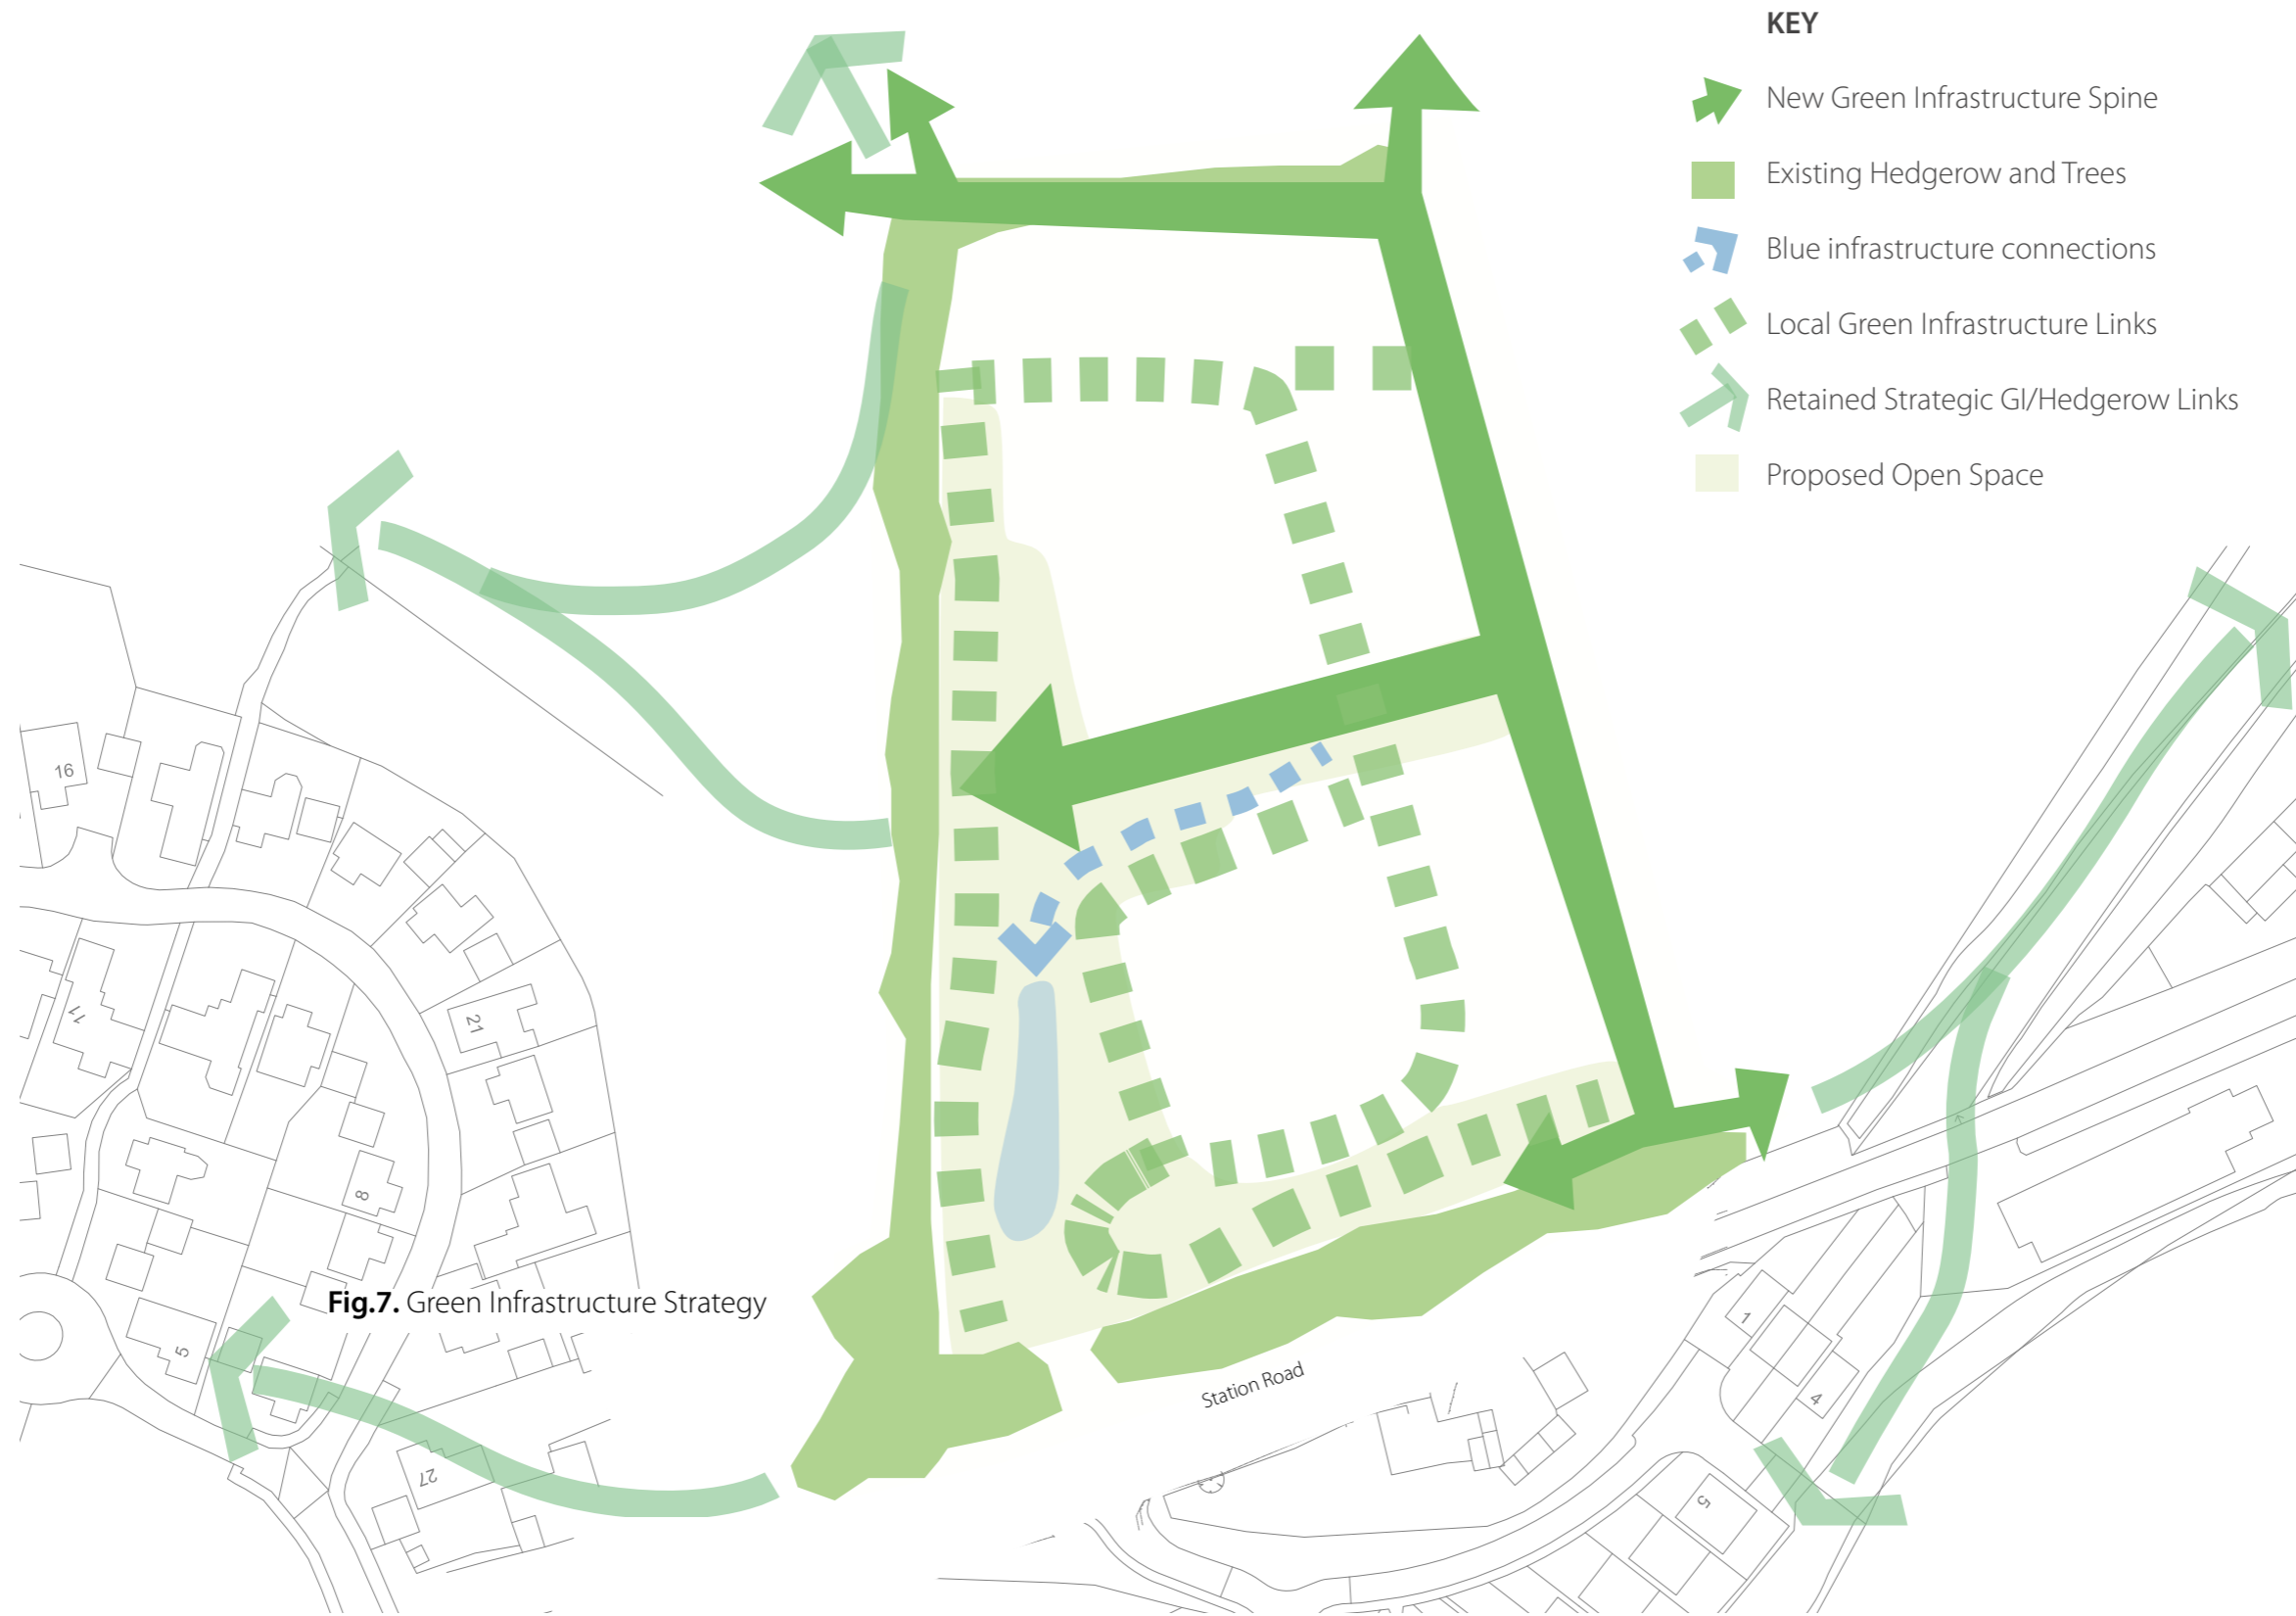 KEY
New Green Infrastructure Spine
Existing Hedgerow and Trees
Blue infrastructure connections
Local Green Infrastructure Links
Retained Strategic GI/Hedgerow Links
Proposed Open Space
16
11
21
8
5
27
Fig.7. Green Infrastructure Strategy
Station Road
1
4
5